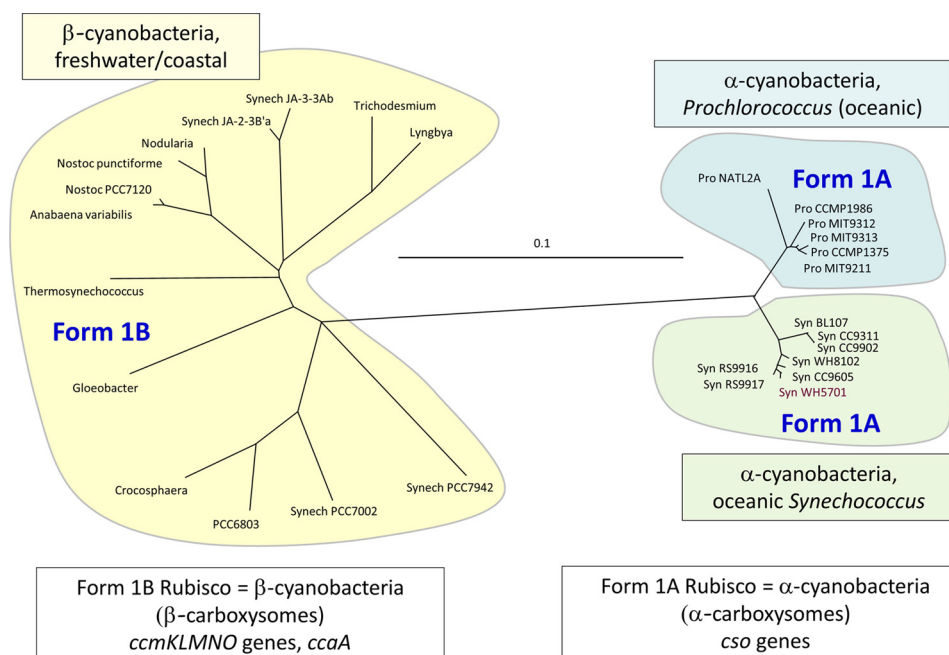 β-cyanobacteria,
freshwater/coastal
Synech JA-3-3Ab
Synech JA-2-3B'a
Trichodesmium
Lyngbya
Nodularia
Nostoc punctiforme
Nostoc PCC7120
Anabaena variabilis
Thermosynechococcus
Form 1B
Gloeobacter
Crocosphaera
PCC6803
Synech PCC7002
Synech PCC7942
0.1
α-cyanobacteria,
Prochlorococcus (oceanic)
Form 1A
Pro NATL2A
Pro CCMP1986
Pro MIT9312
Pro MIT9313
Pro CCMP1375
Pro MIT9211
Syn BL107
Syn CC9311
Syn CC9902
Syn WH8102
Syn RS9916
Syn CC9605
Syn RS9917
Syn WH5701
Form 1A
α-cyanobacteria,
oceanic Synechococcus
Form 1B Rubisco = β-cyanobacteria
(β-carboxysomes)
ccmKLMNO genes, ccaA
Form 1A Rubisco = α-cyanobacteria
(α-carboxysomes)
cso genes